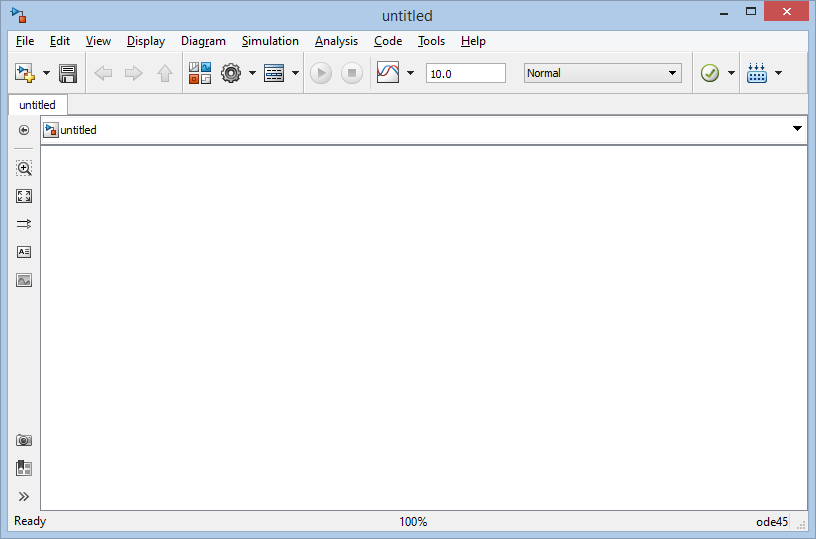 untitled
File Edit View Display Diagram Simulation Analysis Code Tools Help
10.0 Normal
untitled
untitled
A
Ready 100% ode45